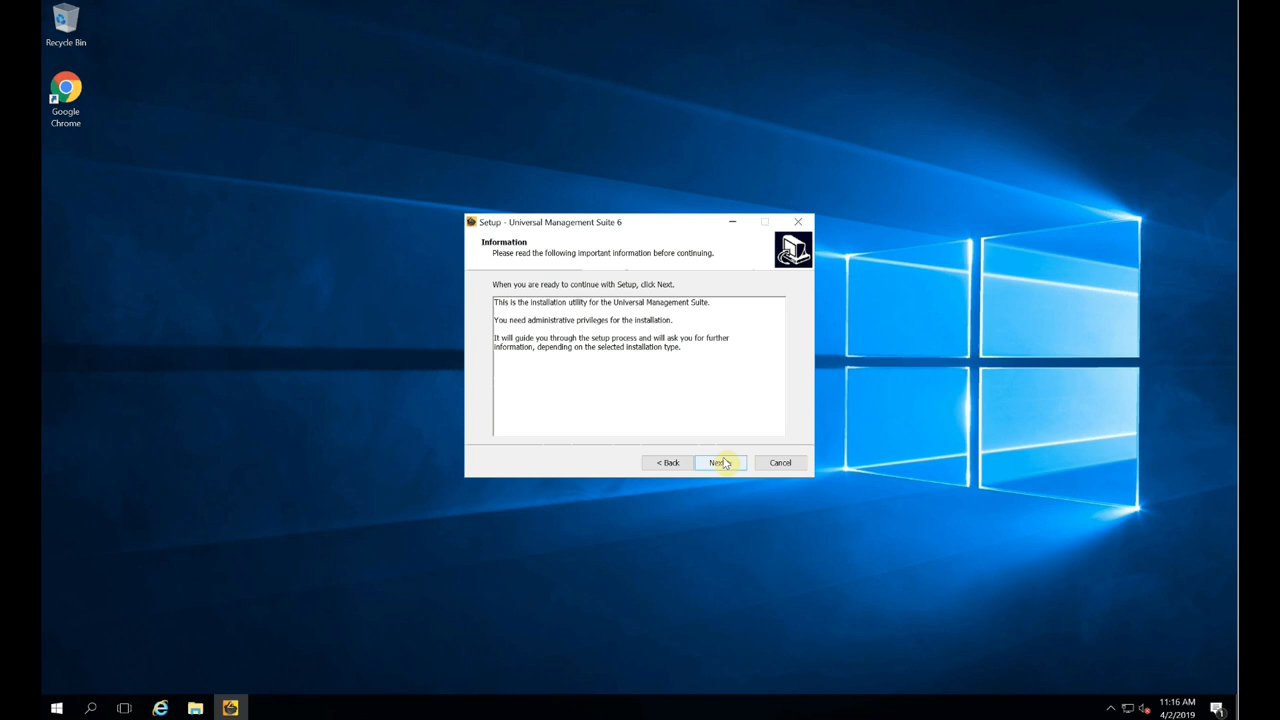 Recycle Bin
Google
Chrome
Setup - Universal Management Suite 6
Information
Please read the following important information before continuing.
When you are ready to continue with Setup, click Next.
This is the installation utility for the Universal Management Suite.
You need administrative privileges for the installation.
It will guide you through the setup process and will ask you for further
information, depending on the selected installation type.
< Back
Next
Cancel
11:16 AM
4/2/2019
1